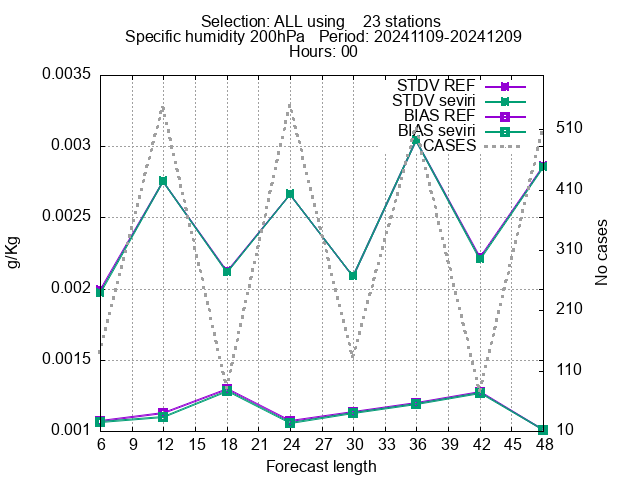 Selection: ALL using    23 stations
Specific humidity 200hPa   Period: 20241109-20241209
Hours: 00
0.0035
0.003
0.0025
0.002
0.0015
0.001
g/Kg
STDV REF
STDV seviri
BIAS REF
BIAS seviri
CASES
510
410
310
210
110
10
No cases
6 12 15 18 21 24 27 30 33 36 39 42 45 48
9
Forecast length